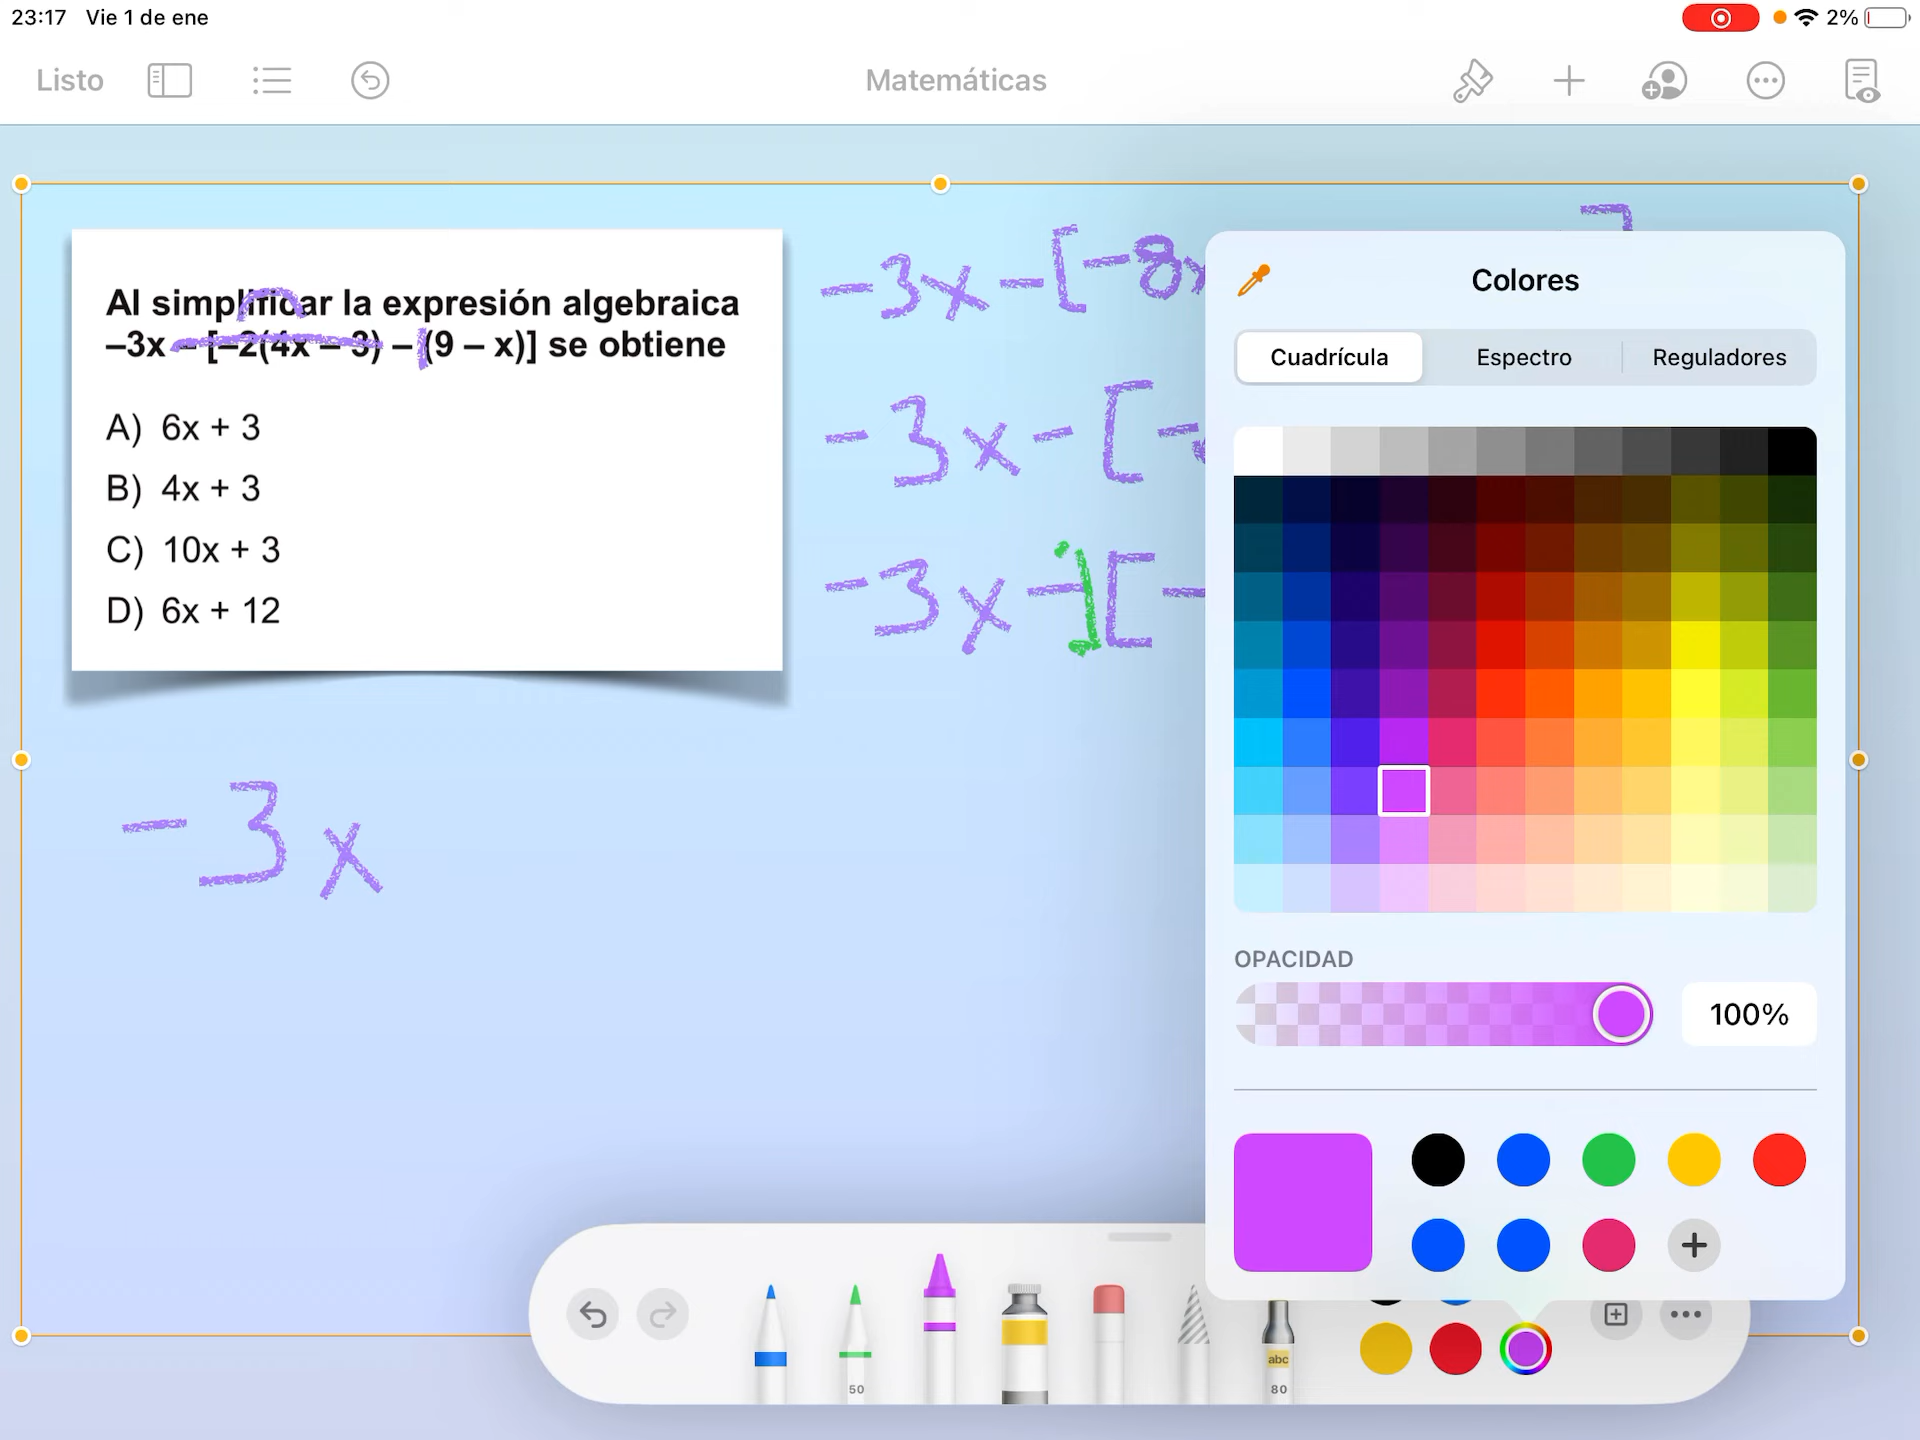 23:17 Vie 1 de ene
2%
Listo
Matemáticas
Al simplificar la expresión algebraica
–3x – [–2(4x – 3) – (9 – x)] se obtiene
A) 6x + 3
B) 4x + 3
C) 10x + 3
D) 6x + 12
-3x-[-8x
-3x-[-
-3x-1[-
-3x
Colores
Cuadrícula
Espectro
Reguladores
OPACIDAD
100%
50
abc
80